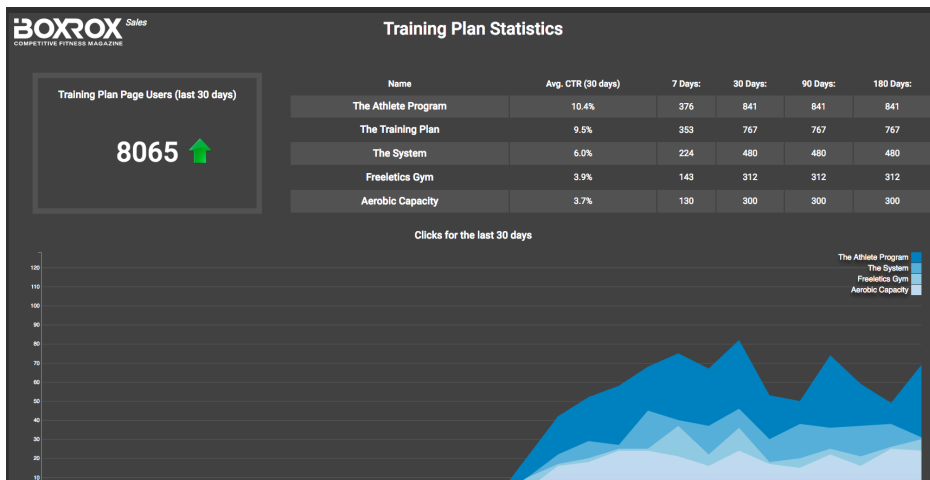 BOXROX Sales
COMPETITIVE FITNESS MAGAZINE
Training Plan Statistics
Training Plan Page Users (last 30 days)
8065
Name Avg. CTR (30 days) 7 Days: 30 Days: 90 Days: 180 Days:
The Athlete Program 10.4% 376 841 841 841
The Training Plan 9.5% 353 767 767 767
The System 6.0% 224 480 480 480
Freeletics Gym 3.9% 143 312 312 312
Aerobic Capacity 3.7% 130 300 300 300
Clicks for the last 30 days
The Athlete Program
The System
Freeletics Gym
Aerobic Capacity
120
110
100
90
80
70
60
50
40
30
20
10